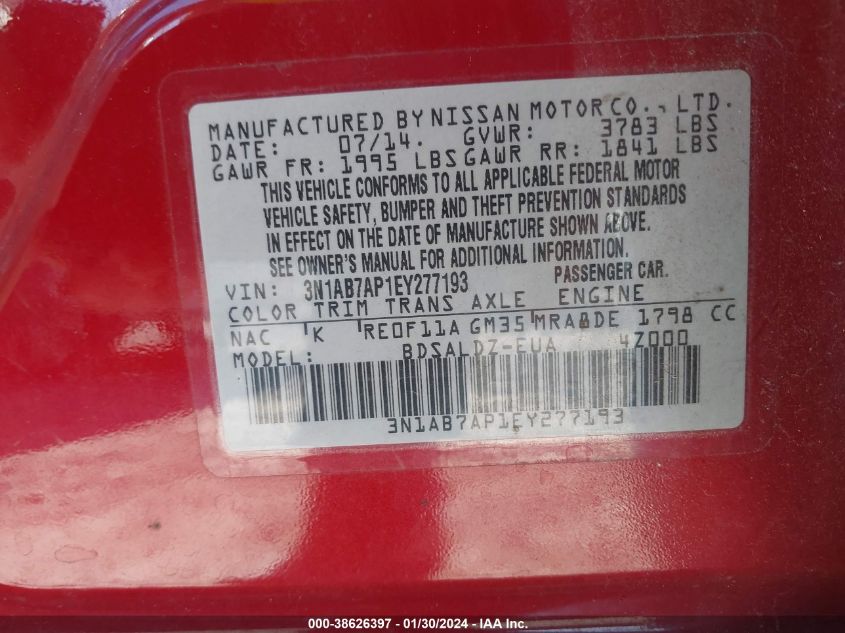 MANUFACTURED BY NISSAN MOTOR CO., LTD.
DATE: 07/14. GVWR: 3783 LBS
GAWR FR: 1995 LBS GAWR RR: 1841 LBS
THIS VEHICLE CONFORMS TO ALL APPLICABLE FEDERAL MOTOR
VEHICLE SAFETY, BUMPER AND THEFT PREVENTION STANDARDS
IN EFFECT ON THE DATE OF MANUFACTURE SHOWN ABOVE.
SEE OWNER'S MANUAL FOR ADDITIONAL INFORMATION.
VIN: 3N1AB7AP1EY277193 PASSENGER CAR.
COLOR TRIM TRANS AXLE ENGINE
NAC K RE0F11A GM35 MRA8DE 1798 CC
MODEL: BDSALDZ-EUA 4Z000
3N1AB7AP1EY277193
000-38626397 - 01/30/2024 - IAA Inc.